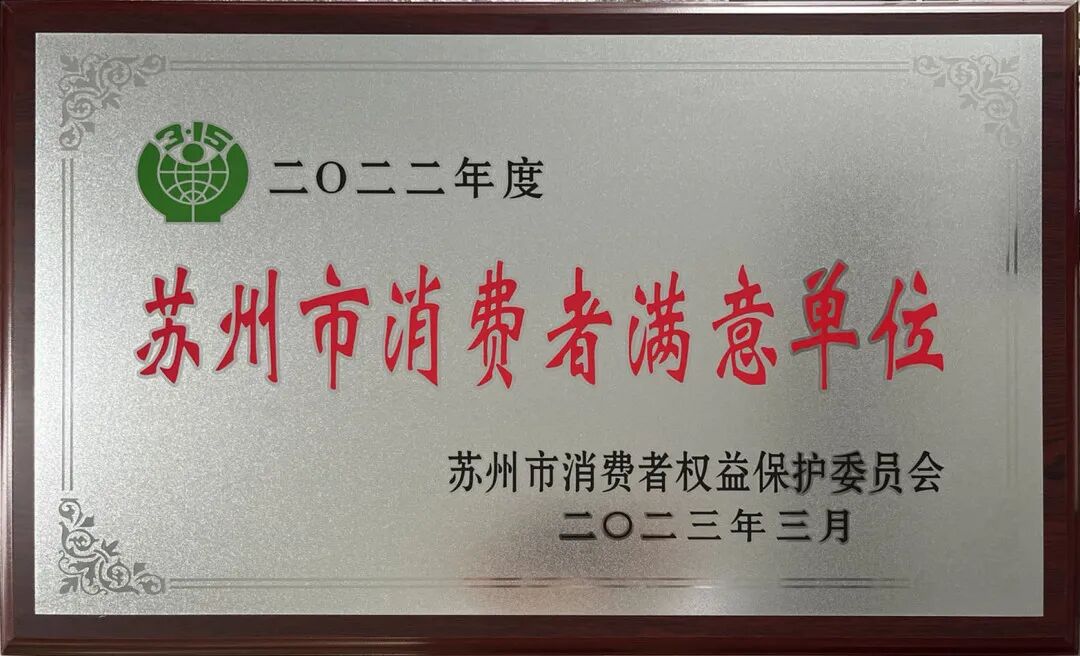 3·15
二〇二二年度
苏州市消费者满意单位
苏州市消费者权益保护委员会
二〇二三年三月